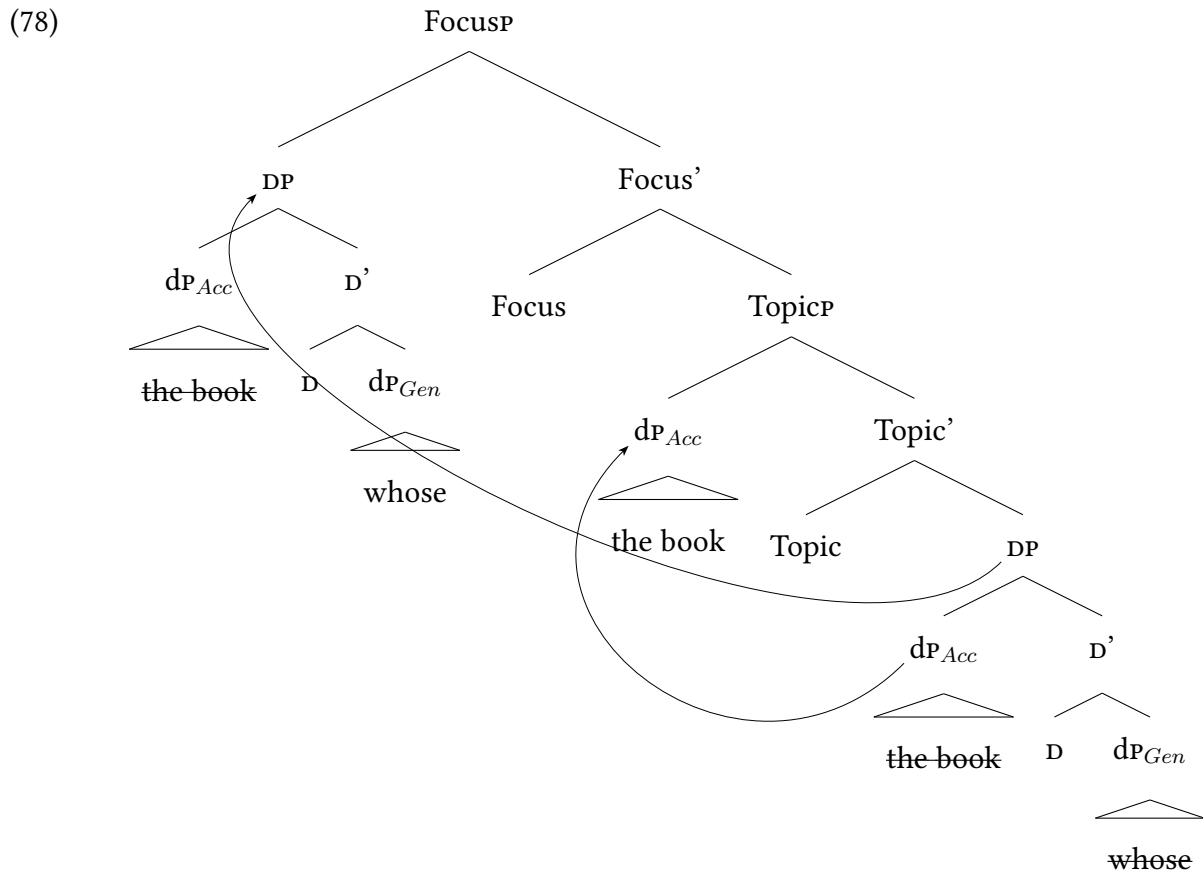 (78)
FocusP
DP Focus’
dP_Acc D’ Focus TopicP
~~the book~~ D dP_Gen dP_Acc Topic’
whose the book Topic DP
dP_Acc D’
~~the book~~ D dP_Gen
~~whose~~